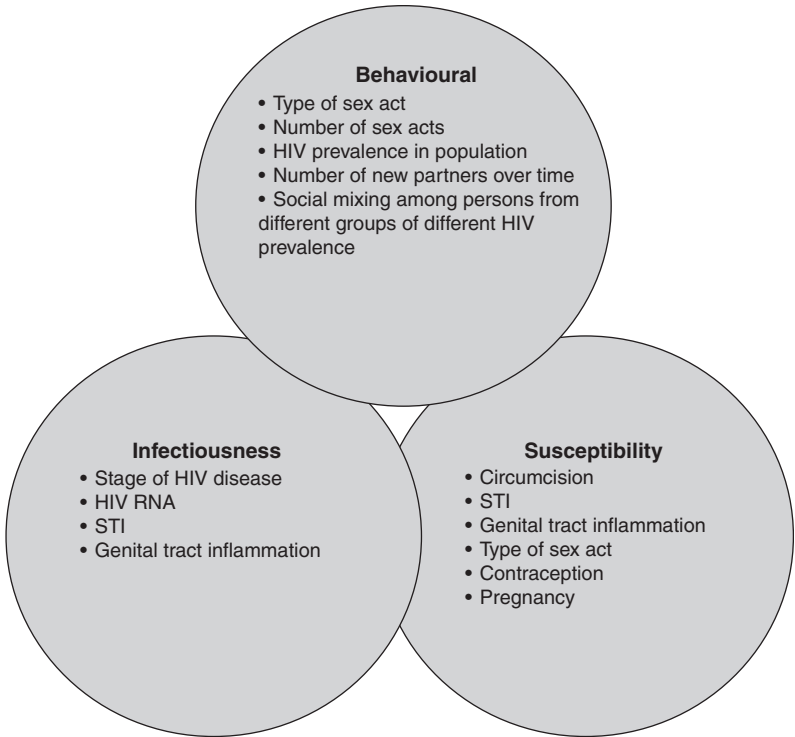 Behavioural
• Type of sex act
• Number of sex acts
• HIV prevalence in population
• Number of new partners over time
• Social mixing among persons from
different groups of different HIV
prevalence
Infectiousness
• Stage of HIV disease
• HIV RNA
• STI
• Genital tract inflammation
Susceptibility
• Circumcision
• STI
• Genital tract inflammation
• Type of sex act
• Contraception
• Pregnancy